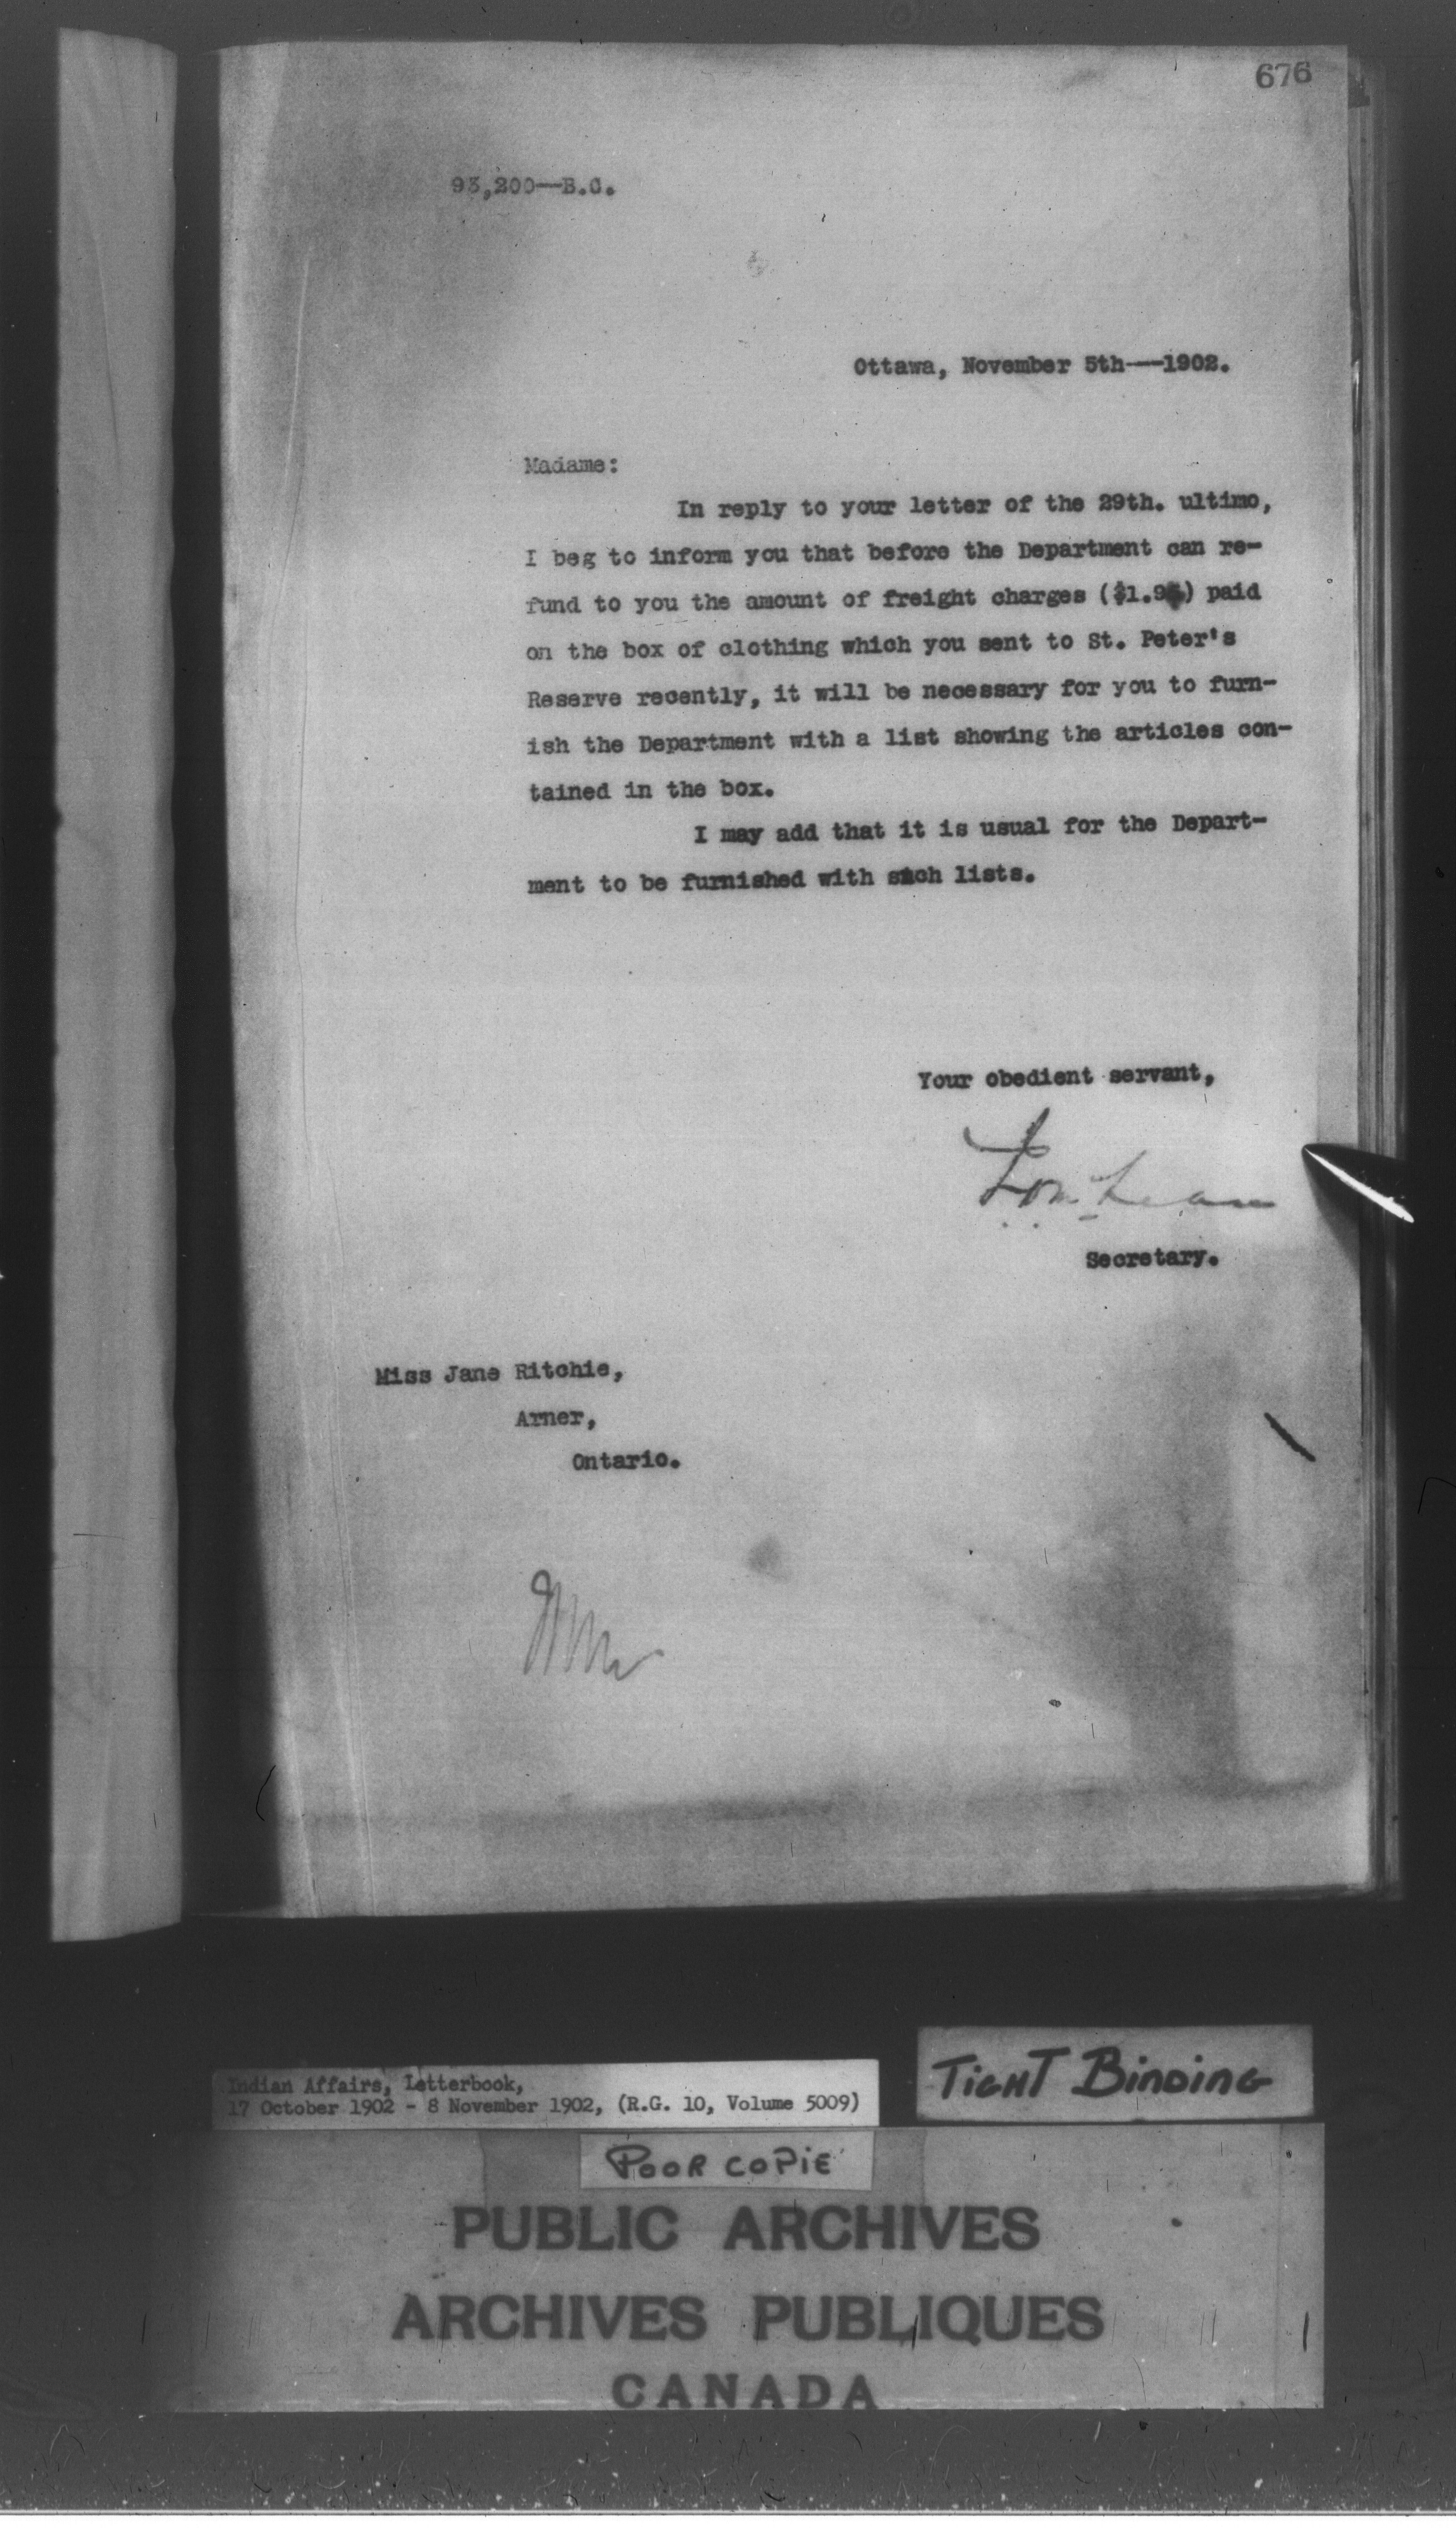 676
93,200—B.C.
Ottawa, November 5th——1902.
Madame:
In reply to your letter of the 29th. ultimo,
I beg to inform you that before the Department can re-
fund to you the amount of freight charges ($1.95) paid
on the box of clothing which you sent to St. Peter's
Reserve recently, it will be necessary for you to furn-
ish the Department with a list showing the articles con-
tained in the box.
I may add that it is usual for the Depart-
ment to be furnished with such lists.
Your obedient servant,
Secretary.
Miss Jane Ritchie,
Arner,
Ontario.
Indian Affairs, Letterbook,
17 October 1902 - 8 November 1902, (R.G. 10, Volume 5009)
TIGHT BINDING
POOR COPIE
PUBLIC ARCHIVES
ARCHIVES PUBLIQUES
CANADA